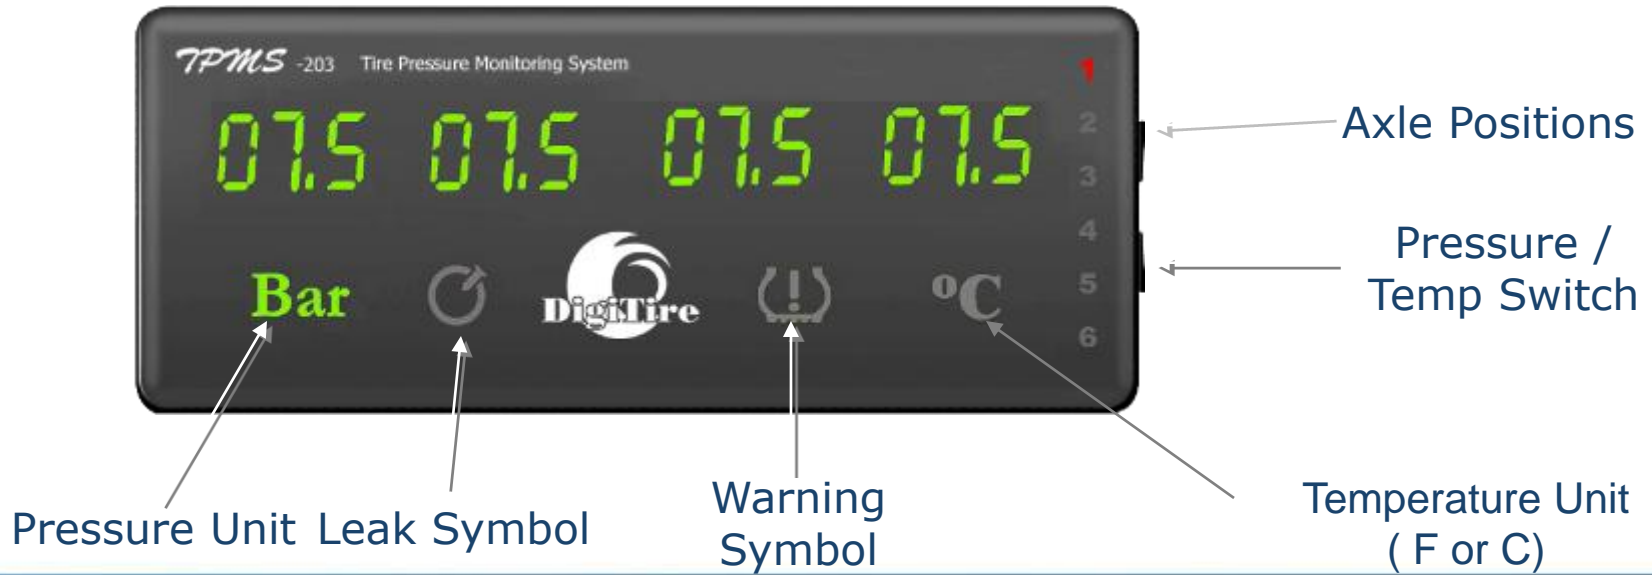 TPMS -203 Tire Pressure Monitoring System
1
07.5 07.5 07.5 07.5
2
3
4
5
6
Bar DigiTire °C
Axle Positions
Pressure /
Temp Switch
Pressure Unit
Leak Symbol
Warning
Symbol
Temperature Unit
( F or C)